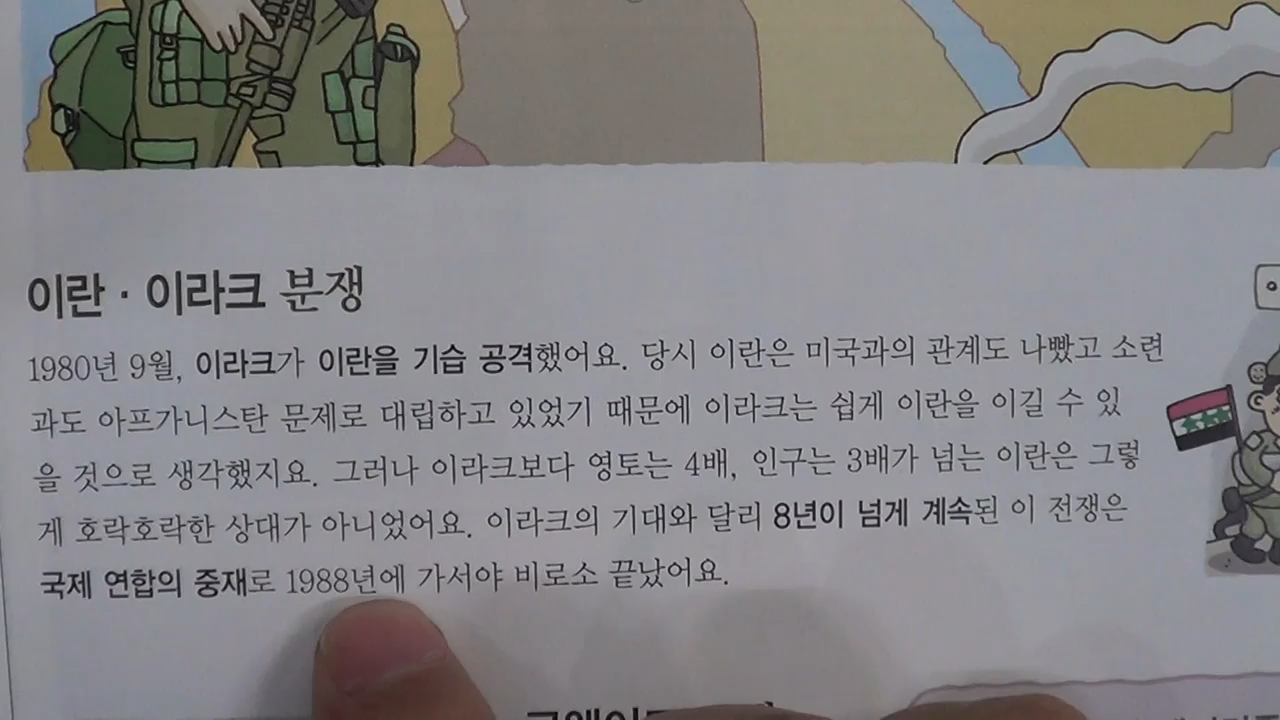 이란 · 이라크 분쟁
1980년 9월, 이라크가 이란을 기습 공격했어요. 당시 이란은 미국과의 관계도 나빴고 소련
과도 아프가니스탄 문제로 대립하고 있었기 때문에 이라크는 쉽게 이란을 이길 수 있
을 것으로 생각했지요. 그러나 이라크보다 영토는 4배, 인구는 3배가 넘는 이란은 그렇
게 호락호락한 상대가 아니었어요. 이라크의 기대와 달리 8년이 넘게 계속된 이 전쟁은
국제 연합의 중재로 1988년에 가서야 비로소 끝났어요.